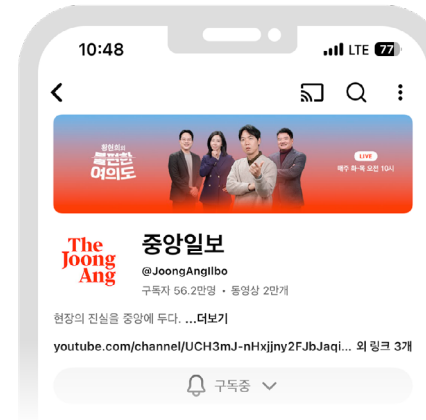 10:48
LTE 77
황현희의
불편한
여의도
LIVE
매주 화-목 오전 10시
The
Joong
Ang
중앙일보
@JoongAngIlbo
구독자 56.2만명 • 동영상 2만개
현장의 진실을 중앙에 두다. ...더보기
youtube.com/channel/UCH3mJ-nHxjjny2FJbJaqi... 외 링크 3개
구독중